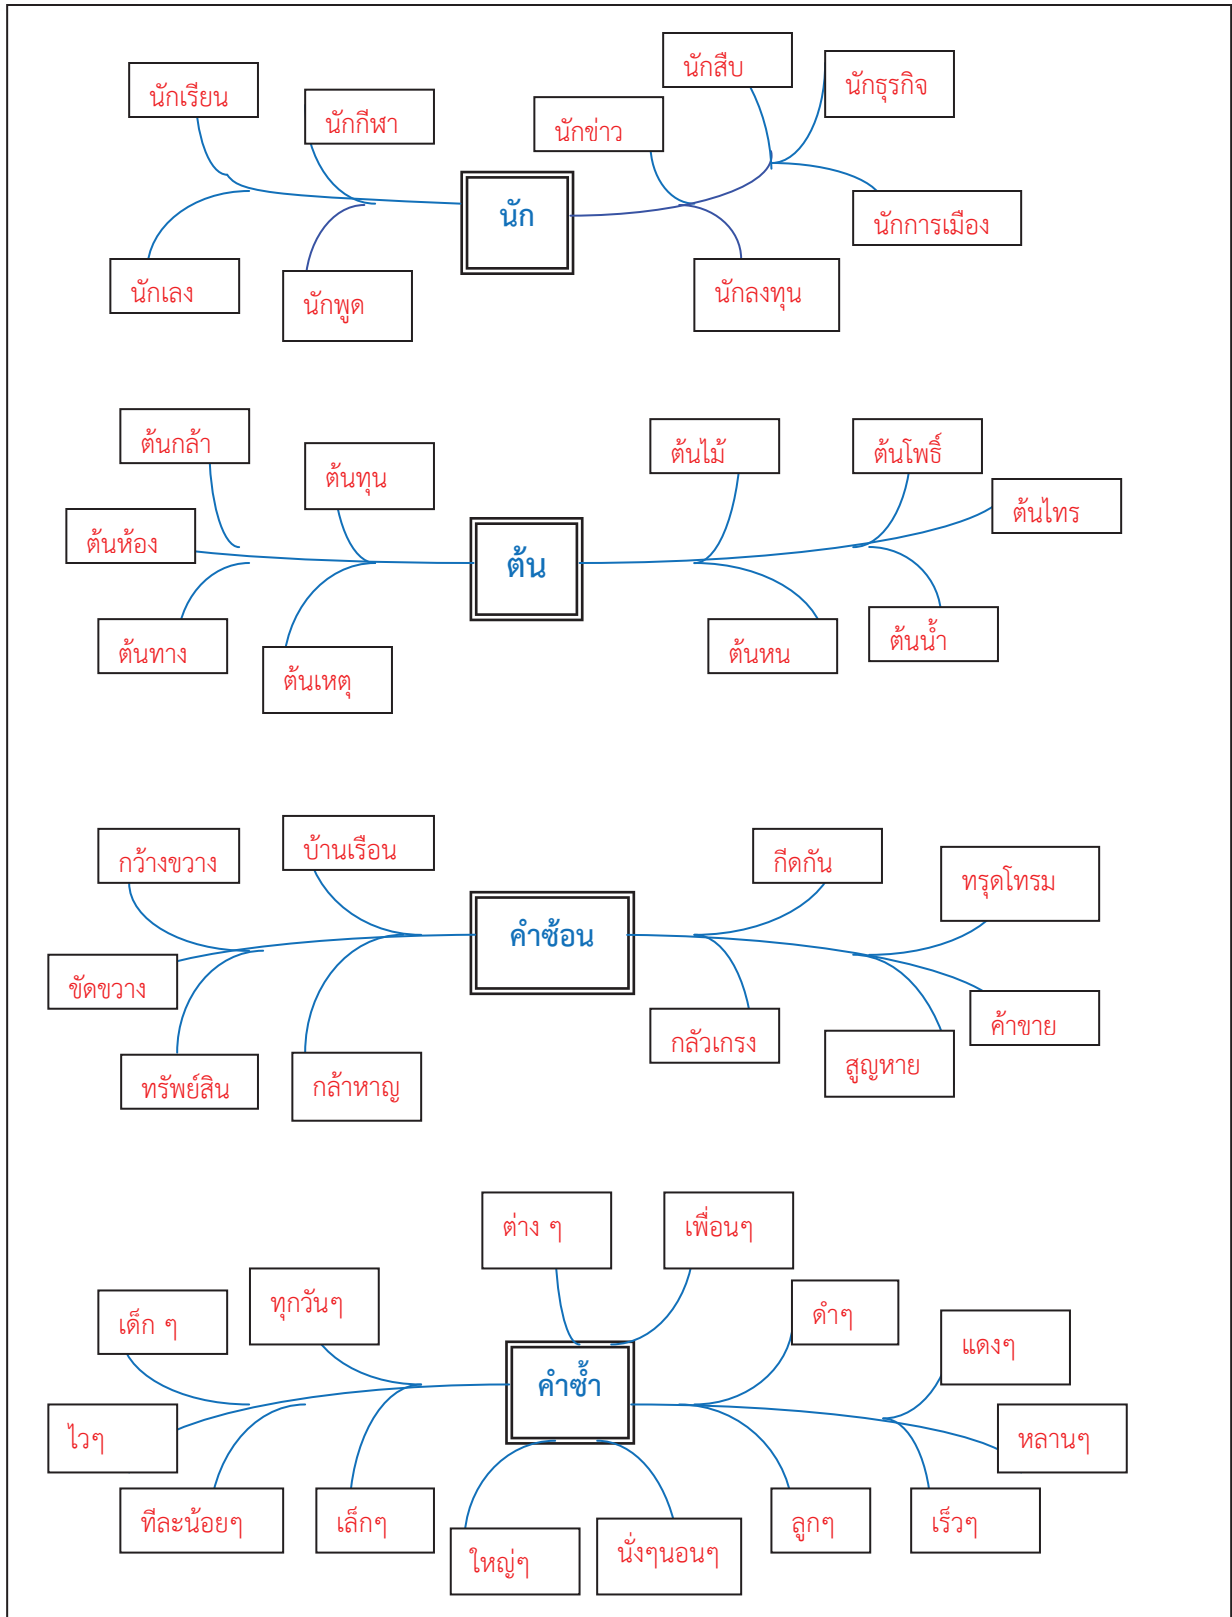 นักสืบ
นักธุรกิจ
นักเรียน
นักกีฬา
นักข่าว
นัก
นักการเมือง
นักเลง
นักพูด
นักลงทุน
ต้นกล้า
ต้นทุน
ต้นไม้
ต้นโพธิ์
ต้นไทร
ต้นห้อง
ต้น
ต้นทาง
ต้นเหตุ
ต้นหน
ต้นน้ำ
กว้างขวาง
บ้านเรือน
กีดกัน
ทรุดโทรม
คำซ้อน
ขัดขวาง
ค้าขาย
ทรัพย์สิน
กล้าหาญ
กลัวเกรง
สูญหาย
ต่าง ๆ
เพื่อนๆ
เด็ก ๆ
ทุกวันๆ
ดำๆ
แดงๆ
คำซ้ำ
ไวๆ
หลานๆ
ทีละน้อยๆ
เล็กๆ
ใหญ่ๆ
นั่งๆนอนๆ
ลูกๆ
เร็วๆ